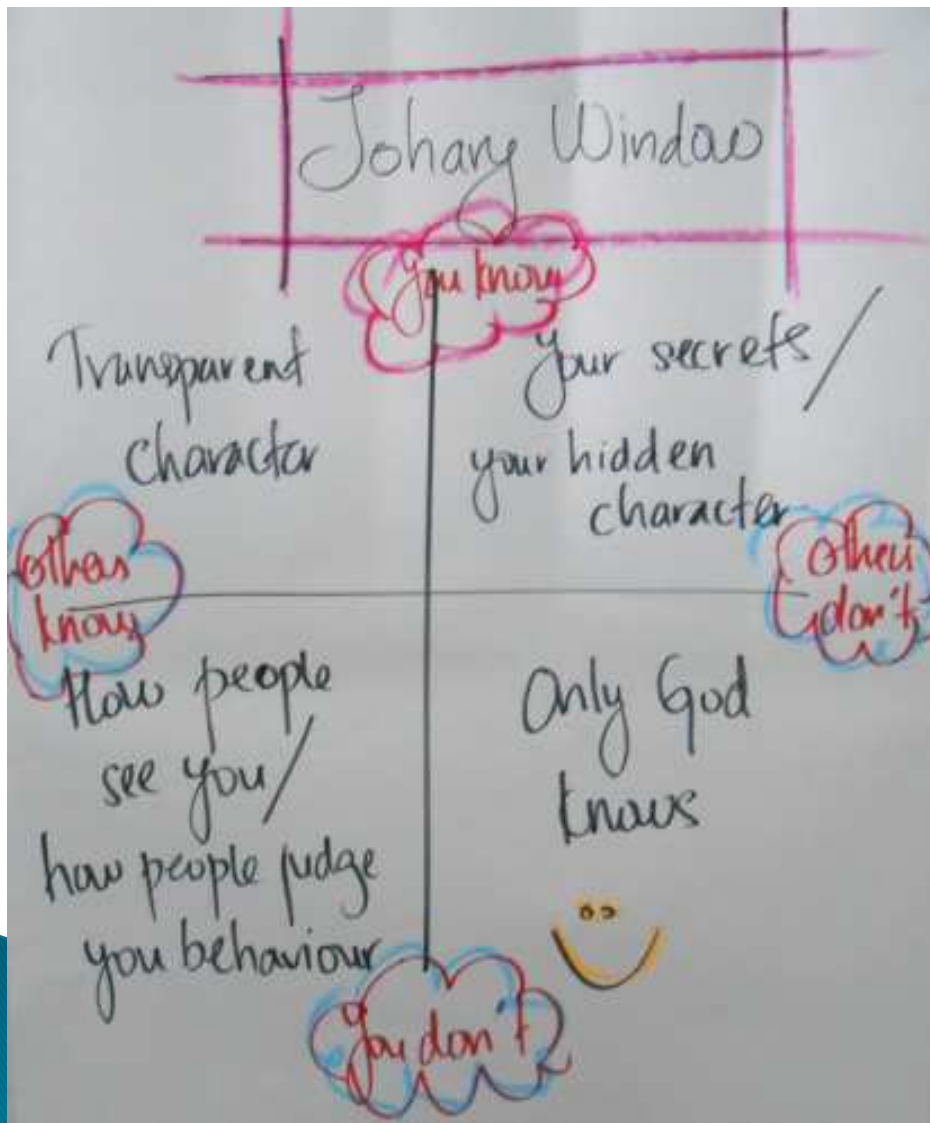 Johary Window
You know
Transparent
character
Your secrets/
your hidden
character
others
know
others
don't
How people
see you/
how people judge
you behaviour
Only God
knows
You don't